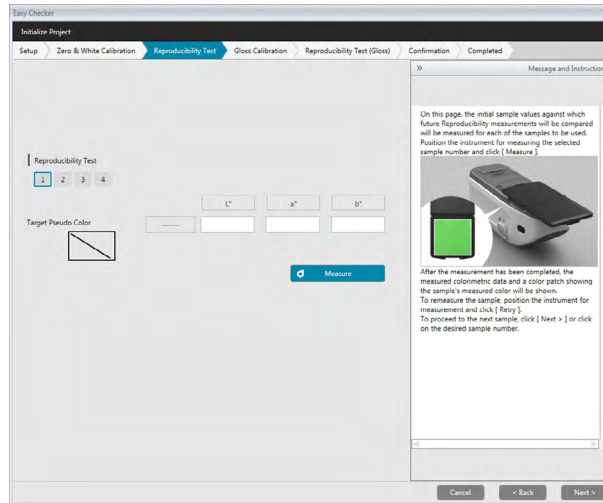 Easy Checker
Initialize Project
Setup Zero & White Calibration Reproducibility Test Gloss Calibration Reproducibility Test (Gloss) Confirmation Completed
» Message and Instruction
On this page, the initial sample values against which
future Reproducibility measurements will be compared
will be measured for each of the samples to be used.
Position the instrument for measuring the selected
sample number and click [ Measure ].
Reproducibility Test
1 2 3 4
L* a* b*
Target Pseudo Color ------
Measure
After the measurement has been completed, the
measured colorimetric data and a color patch showing
the sample's measured color will be shown.
To remeasure the sample, position the instrument for
measurement and click [ Retry ].
To proceed to the next sample, click [ Next > ] or click
on the desired sample number.
Cancel < Back Next >